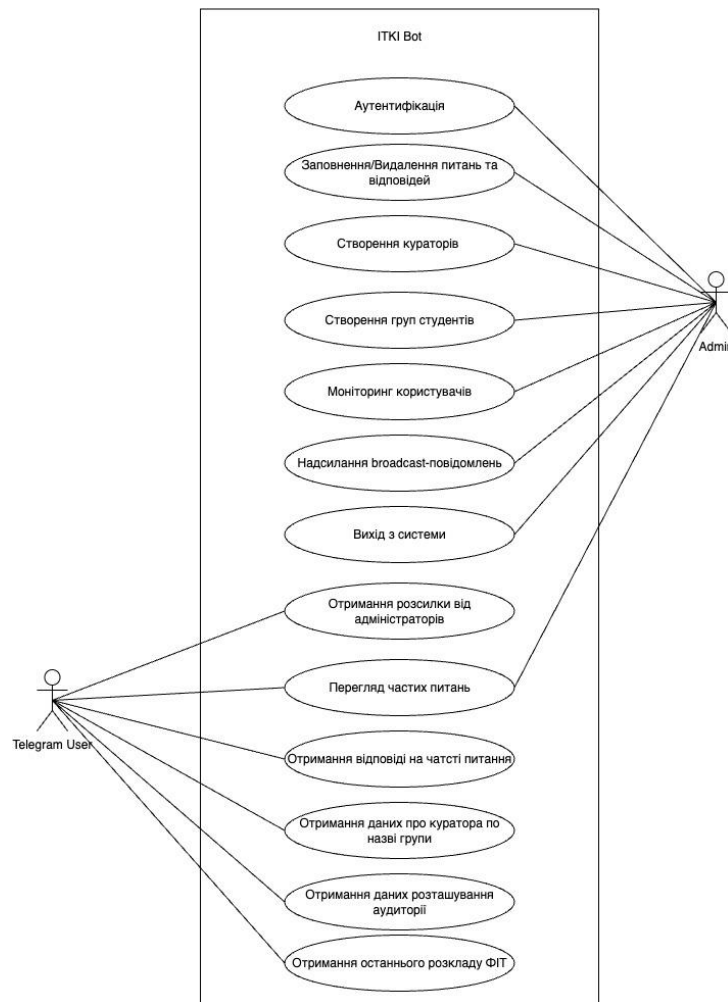 ITKI Bot
Аутентифікація
Заповнення/Видалення питань та
відповідей
Створення кураторів
Створення груп студентів
Admin
Моніторинг користувачів
Надсилання broadcast-повідомлень
Вихід з системи
Отримання розсилки від
адміністраторів
Перегляд частих питань
Telegram User
Отримання відповіді на чатсті питання
Отримання даних про куратора по
назві групи
Отримання даних розташування
аудиторії
Отримання останнього розкладу ФІТ